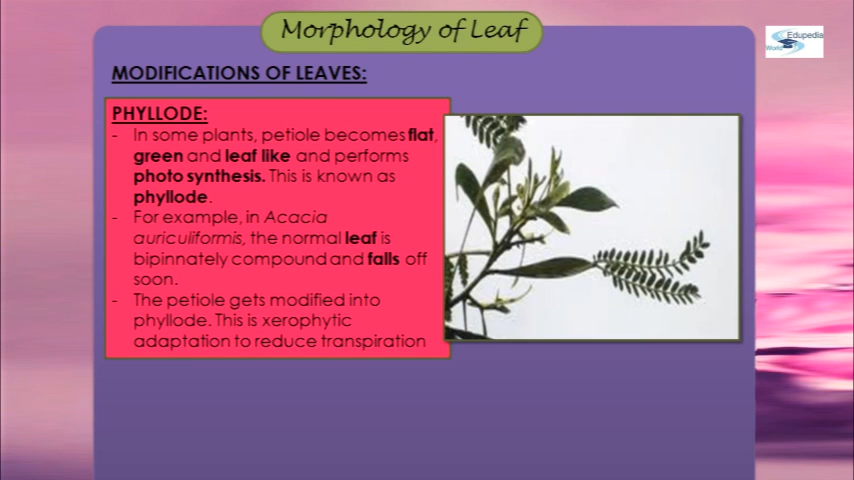 Morphology of Leaf
Edupedia
World
MODIFICATIONS OF LEAVES:
PHYLLODE:
- In some plants, petiole becomes flat,
green and leaf like and performs
photo synthesis. This is known as
phyllode.
- For example, in Acacia
auriculiformis, the normal leaf is
bipinnately compound and falls off
soon.
- The petiole gets modified into
phyllode. This is xerophytic
adaptation to reduce transpiration